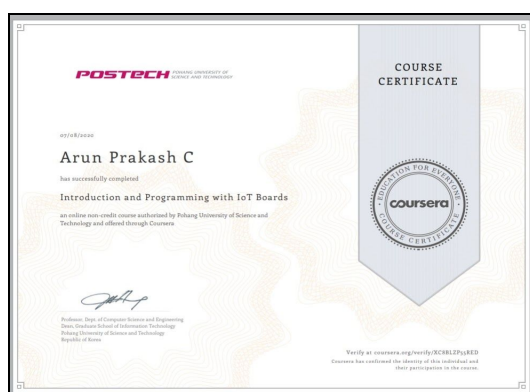 POSTECH POHANG UNIVERSITY OF
SCIENCE AND TECHNOLOGY
COURSE
CERTIFICATE
07/08/2020
Arun Prakash C
has successfully completed
Introduction and Programming with IoT Boards
an online non-credit course authorized by Pohang University of Science and
Technology and offered through Coursera
EDUCATION FOR EVERYONE
coursera
COURSE CERTIFICATE
Professor, Dept. of Computer Science and Engineering
Dean, Graduate School of Information Technology
Pohang University of Science and Technology
Republic of Korea
Verify at coursera.org/verify/
Coursera has confirmed the identity of this individual and
their participation in the course.